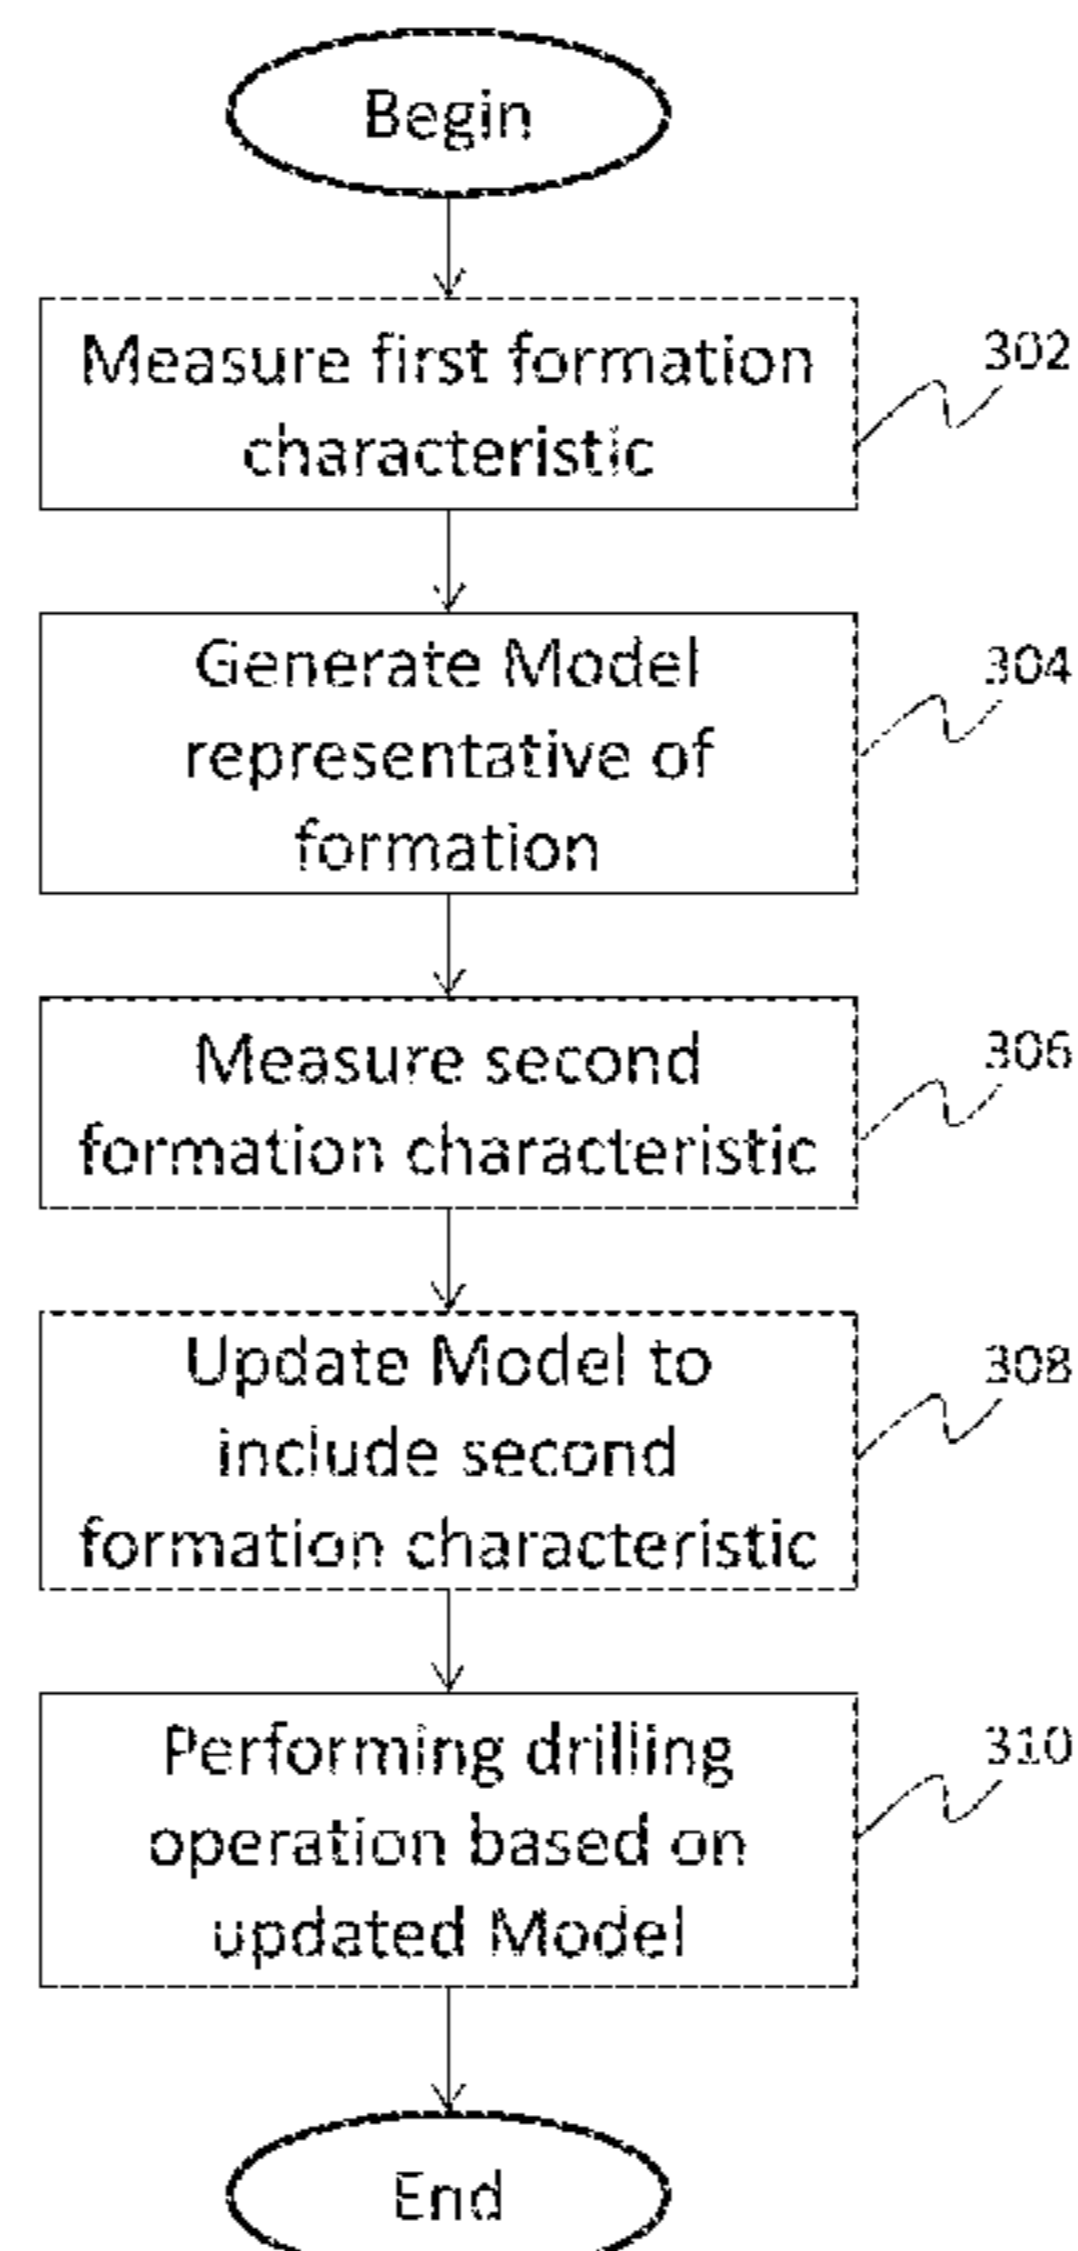 Begin
Measure first formation
characteristic
302
Generate Model
representative of
formation
304
Measure second
formation characteristic
306
Update Model to
include second
formation characteristic
308
Performing drilling
operation based on
updated Model
310
End